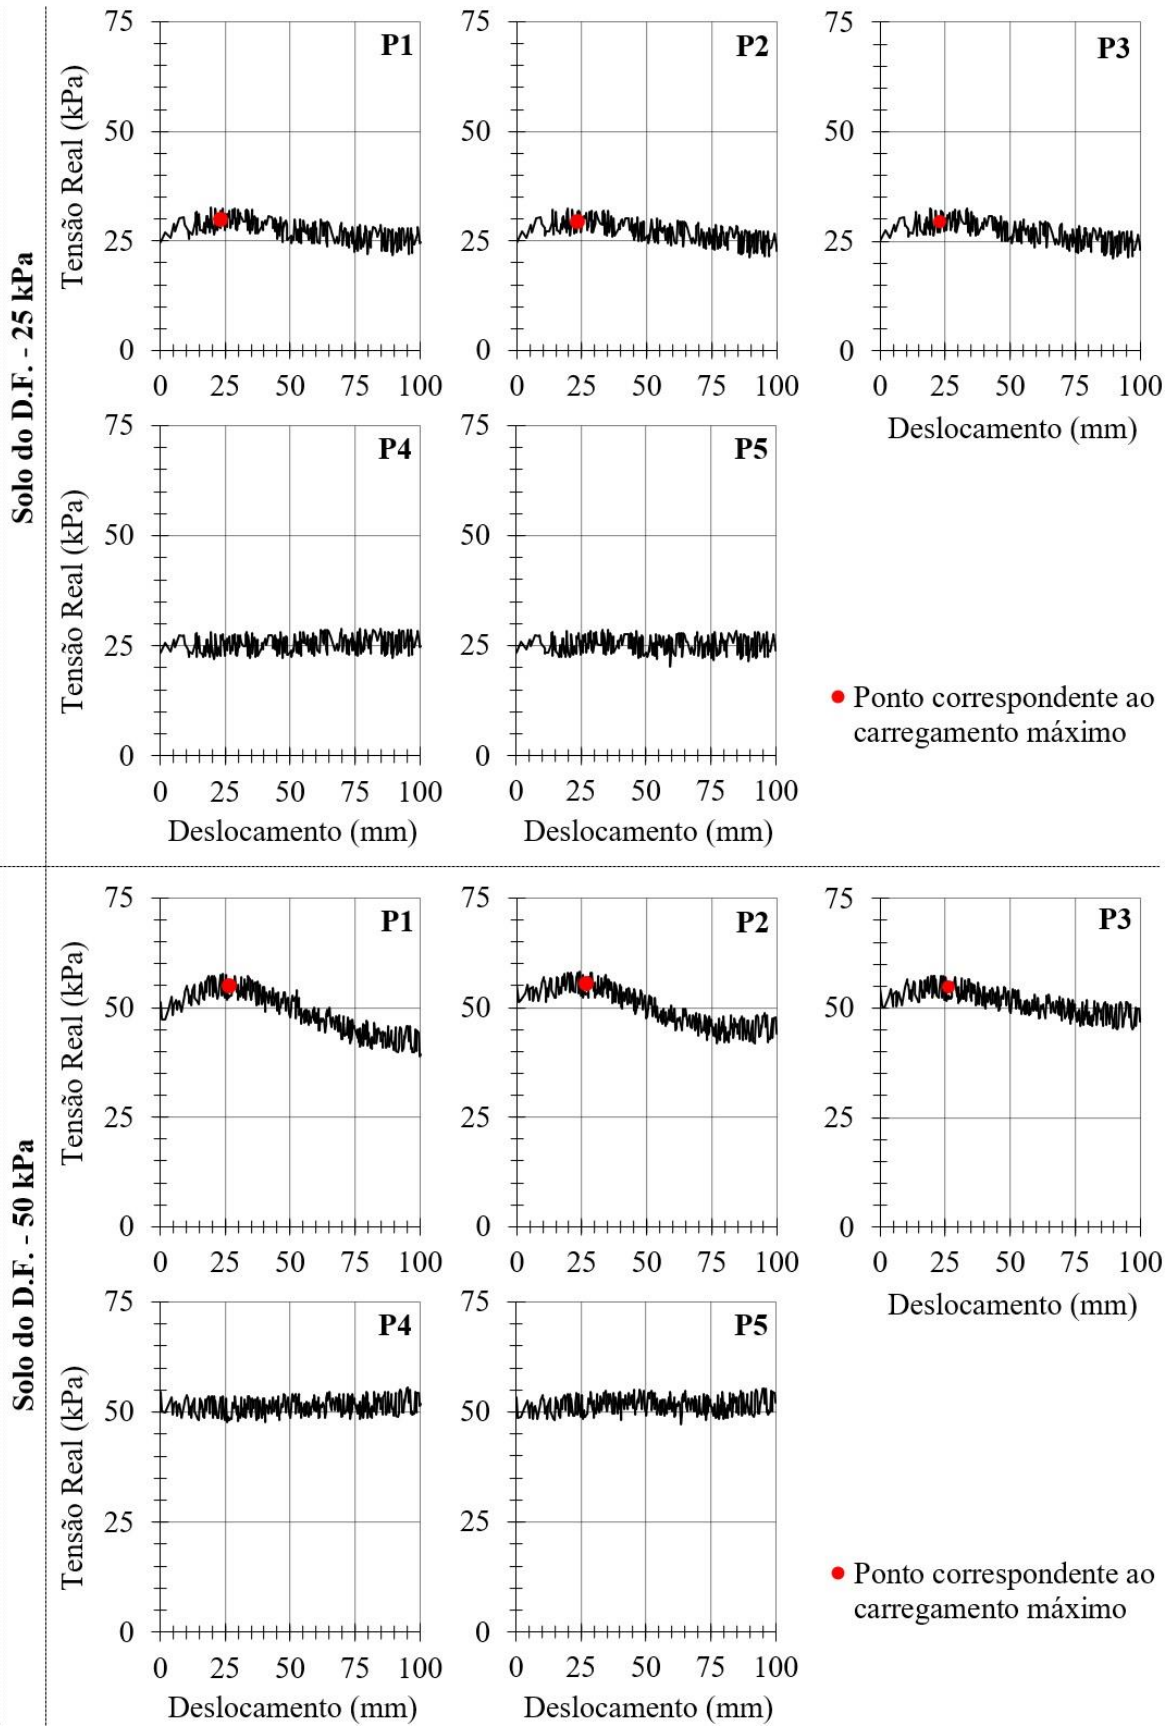 Solo do D.F. - 25 kPa
Tensão Real (kPa)
75
50
25
0
P1
0 25 50 75 100
75
50
25
0
P2
0 25 50 75 100
75
50
25
0
P3
0 25 50 75 100
Deslocamento (mm)
Tensão Real (kPa)
75
50
25
0
P4
0 25 50 75 100
Deslocamento (mm)
75
50
25
0
P5
0 25 50 75 100
Deslocamento (mm)
Ponto correspondente ao
carregamento máximo
Solo do D.F. - 50 kPa
Tensão Real (kPa)
75
50
25
0
P1
0 25 50 75 100
75
50
25
0
P2
0 25 50 75 100
75
50
25
0
P3
0 25 50 75 100
Deslocamento (mm)
Tensão Real (kPa)
75
50
25
0
P4
0 25 50 75 100
Deslocamento (mm)
75
50
25
0
P5
0 25 50 75 100
Deslocamento (mm)
Ponto correspondente ao
carregamento máximo